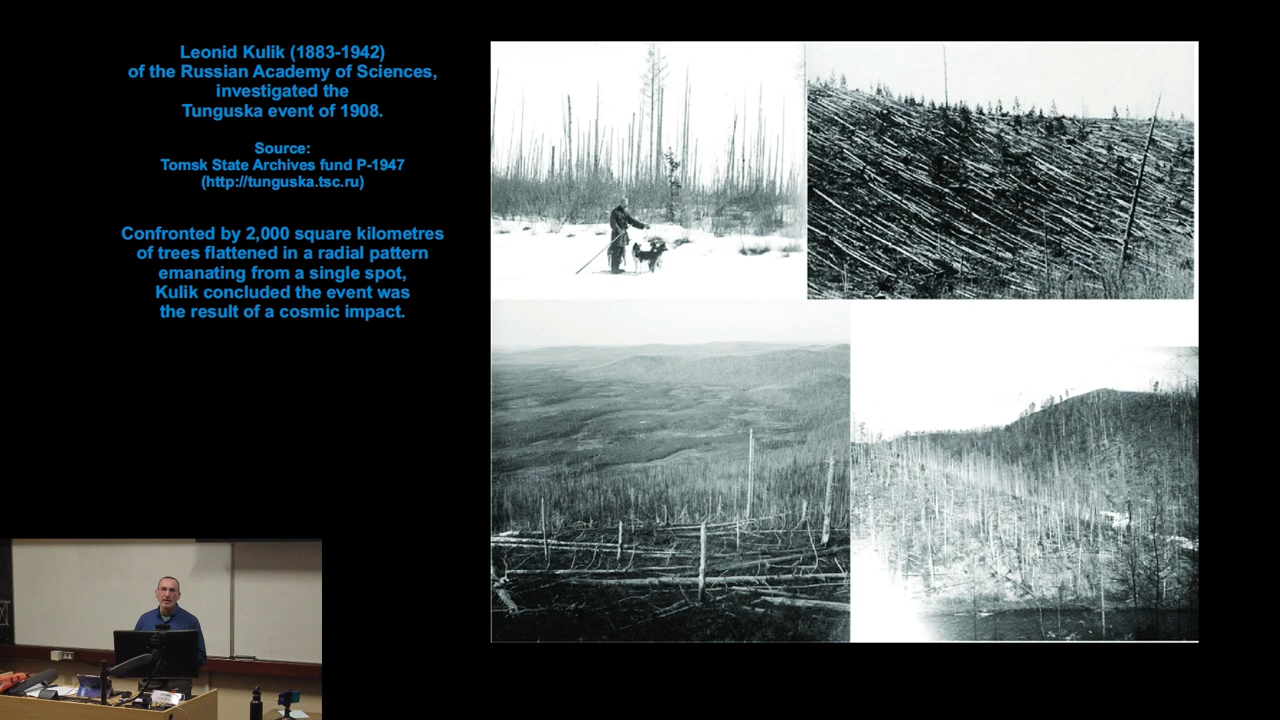 Leonid Kulik (1883-1942)
of the Russian Academy of Sciences,
investigated the
Tunguska event of 1908.
Source:
Tomsk State Archives fund P-1947
(http://tunguska.tsc.ru)
Confronted by 2,000 square kilometres
of trees flattened in a radial pattern
emanating from a single spot,
Kulik concluded the event was
the result of a cosmic impact.